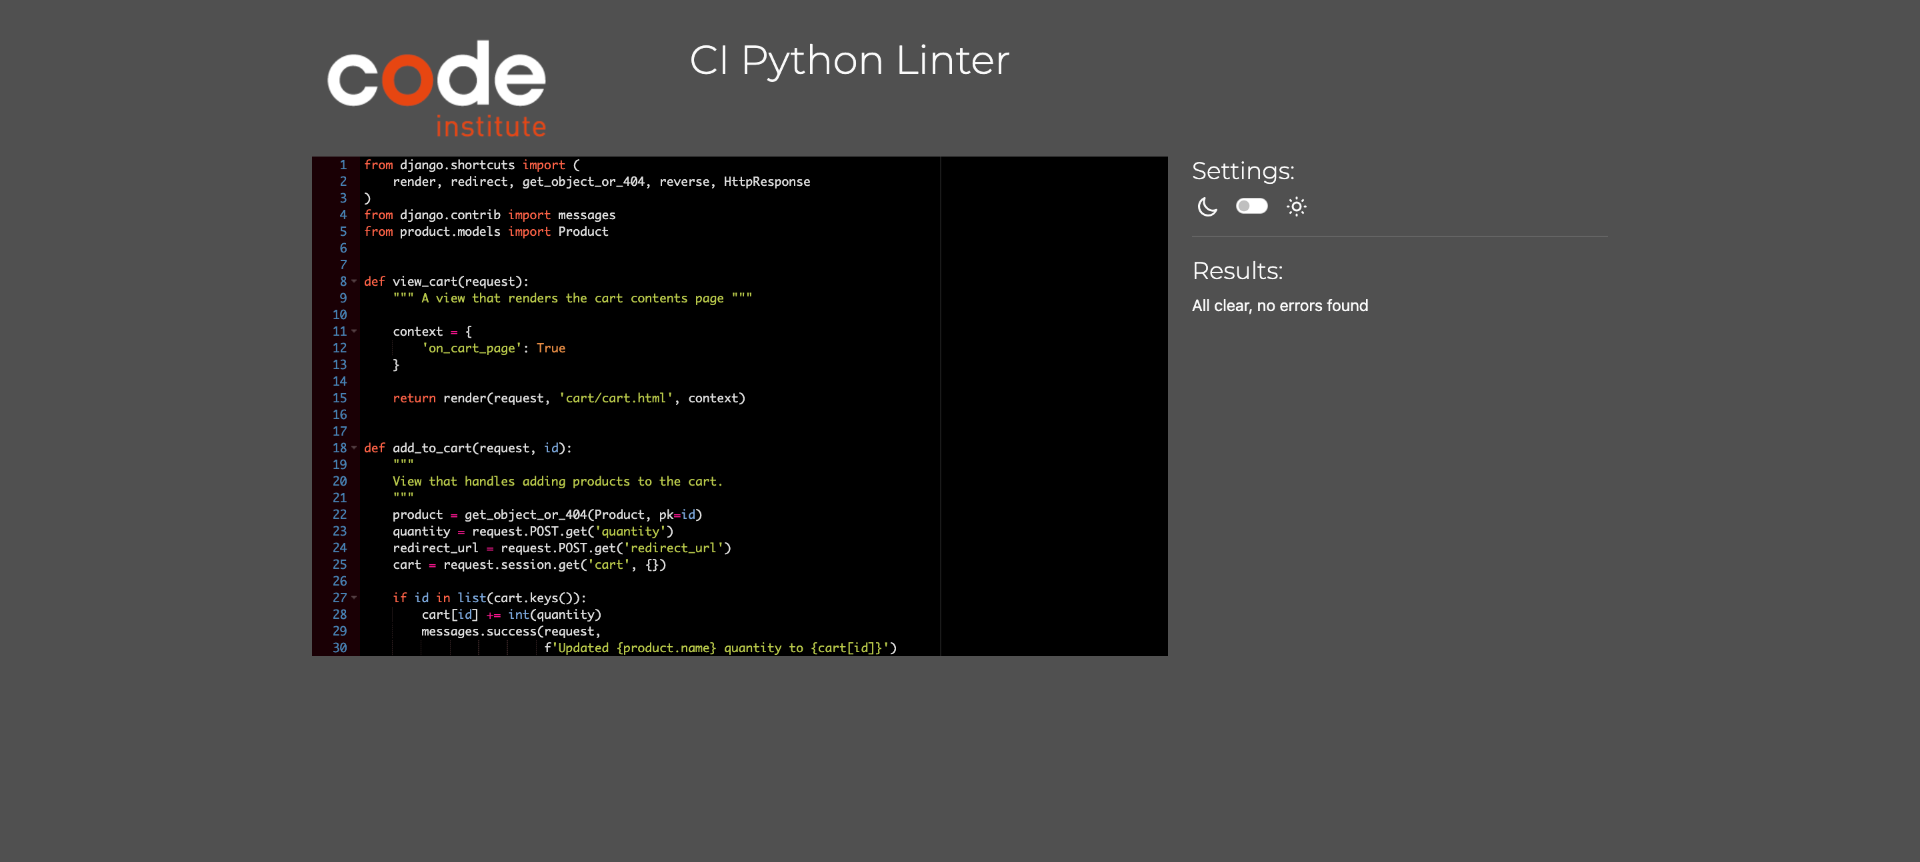 code
institute
CI Python Linter
1 from django.shortcuts import (
2     render, redirect, get_object_or_404, reverse, HttpResponse
3 )
4 from django.contrib import messages
5 from product.models import Product
6
7
8 def view_cart(request):
9     """ A view that renders the cart contents page """
10
11     context = {
12         'on_cart_page': True
13     }
14
15     return render(request, 'cart/cart.html', context)
16
17
18 def add_to_cart(request, id):
19     """
20     View that handles adding products to the cart.
21     """
22     product = get_object_or_404(Product, pk=id)
23     quantity = request.POST.get('quantity')
24     redirect_url = request.POST.get('redirect_url')
25     cart = request.session.get('cart', {})
26
27     if id in list(cart.keys()):
28         cart[id] += int(quantity)
29         messages.success(request,
30                          f'Updated {product.name} quantity to {cart[id]}')
Settings:
Results:
All clear, no errors found